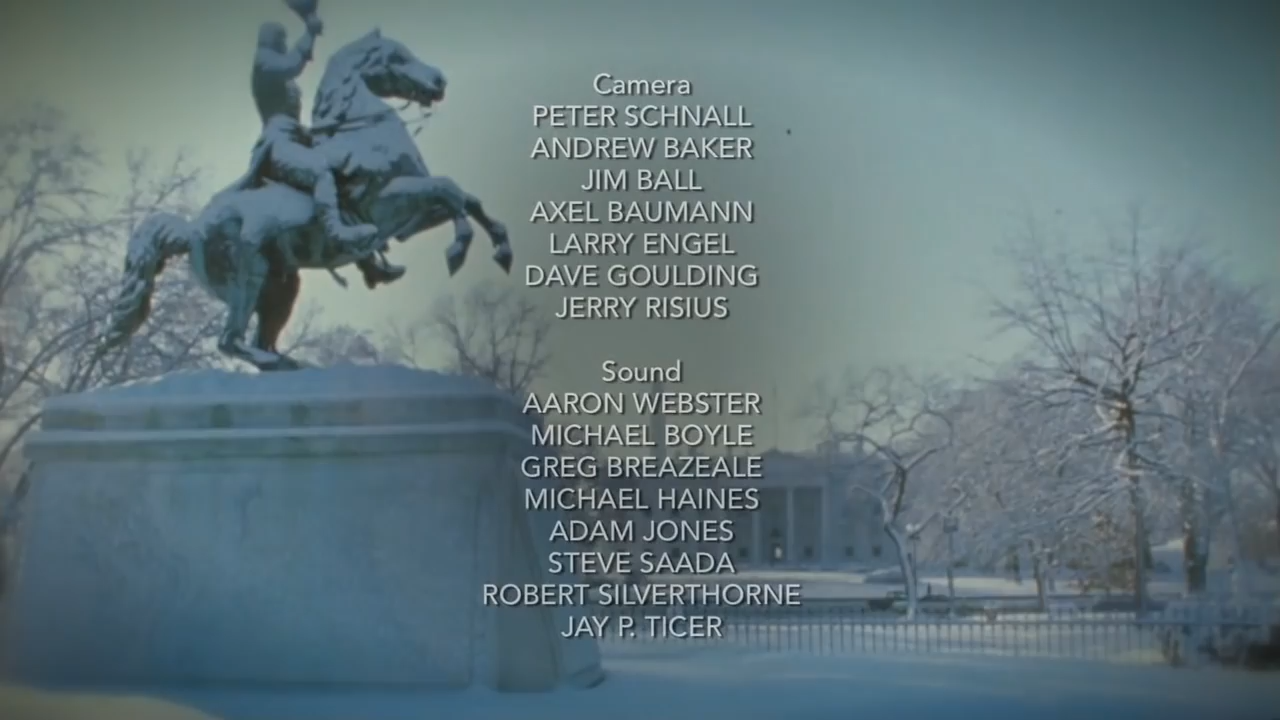 Camera
PETER SCHNALL
ANDREW BAKER
JIM BALL
AXEL BAUMANN
LARRY ENGEL
DAVE GOULDING
JERRY RISIUS
Sound
AARON WEBSTER
MICHAEL BOYLE
GREG BREAZEALE
MICHAEL HAINES
ADAM JONES
STEVE SAADA
ROBERT SILVERTHORNE
JAY P. TICER